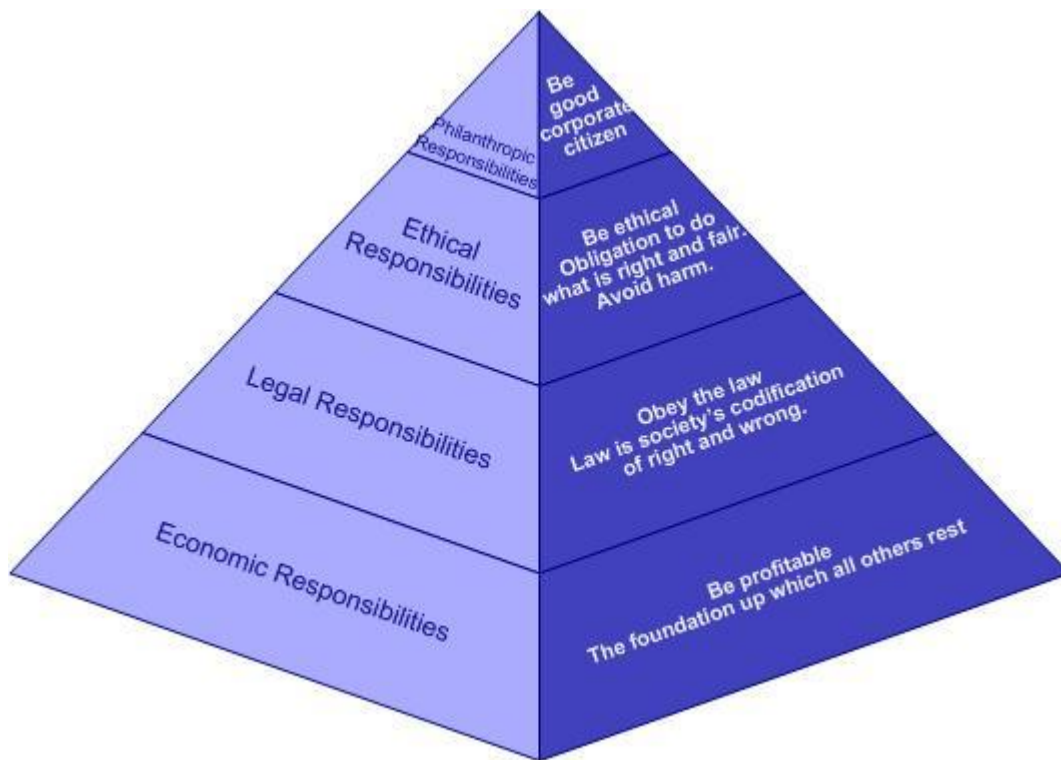 Philanthropic
Responsibilities
Be
good
corporate
citizen
Ethical
Responsibilities
Be ethical
Obligation to do
what is right and fair.
Avoid harm.
Legal Responsibilities
Obey the law
Law is society’s codification
of right and wrong.
Economic Responsibilities
Be profitable
The foundation up which all others rest